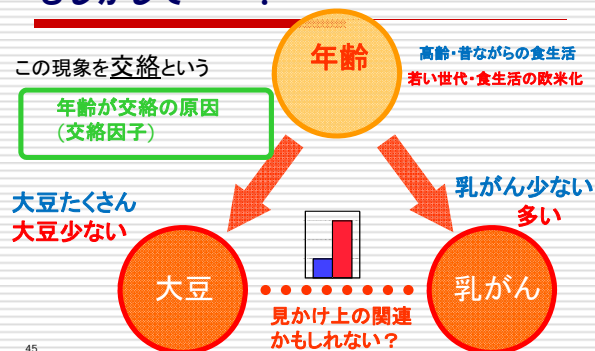 この現象を交絡という
年齢が交絡の原因
(交絡因子)
年齢
高齢・昔ながらの食生活
若い世代・食生活の欧米化
大豆たくさん
大豆少ない
乳がん少ない
多い
大豆
乳がん
見かけ上の関連
かもしれない？
45